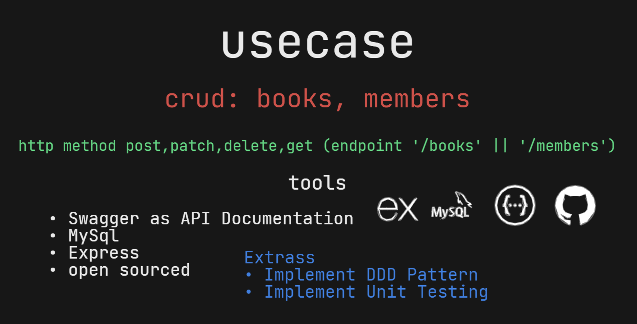 usecase
crud: books, members
http method post,patch,delete,get (endpoint '/books' || '/members')
tools
ex
MySQL
{···}
• Swagger as API Documentation
• MySql
• Express
• open sourced
Extrass
• Implement DDD Pattern
• Implement Unit Testing